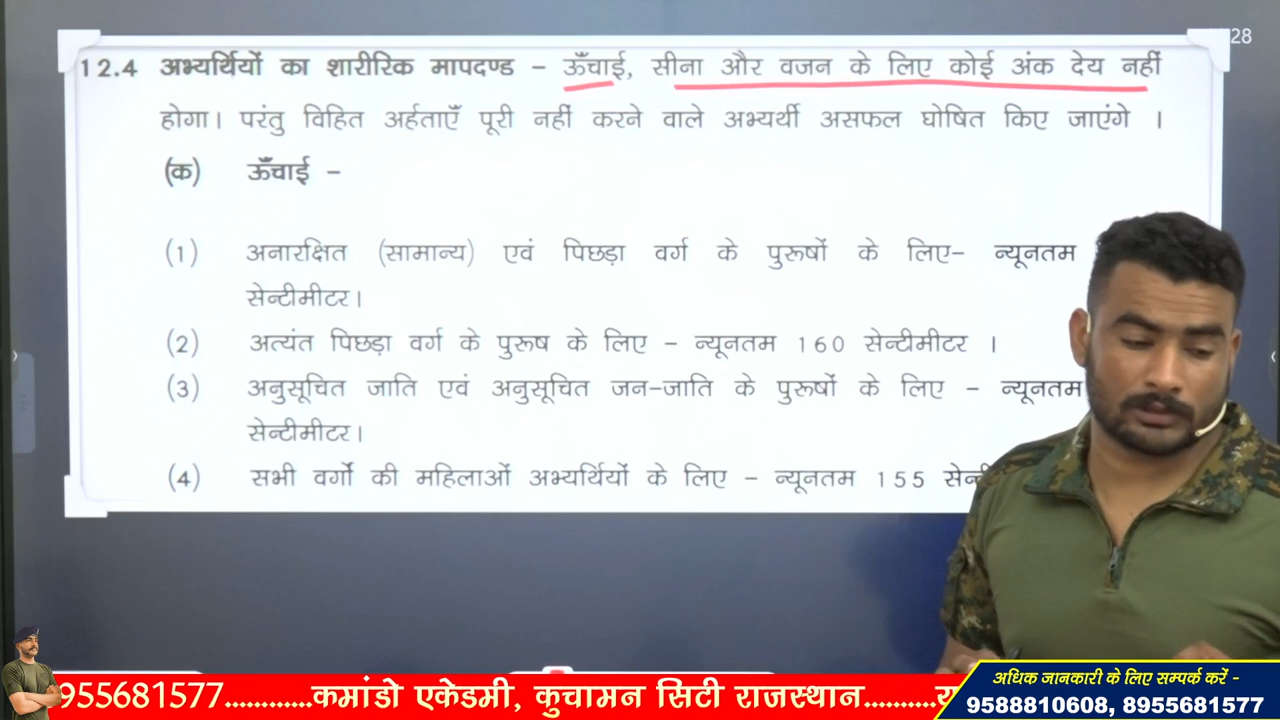 28
12.4 अभ्यर्थियों का शारीरिक मापदण्ड – ऊँचाई, सीना और वजन के लिए कोई अंक देय नहीं
होगा। परंतु विहित अर्हताएँ पूरी नहीं करने वाले अभ्यर्थी असफल घोषित किए जाएंगे ।
(क) ऊँचाई –
(1) अनारक्षित (सामान्य) एवं पिछड़ा वर्ग के पुरूषों के लिए– न्यूनतम
सेन्टीमीटर।
(2) अत्यंत पिछड़ा वर्ग के पुरूष के लिए – न्यूनतम 160 सेन्टीमीटर ।
(3) अनुसूचित जाति एवं अनुसूचित जन–जाति के पुरूषों के लिए – न्यूनतम
सेन्टीमीटर।
(4) सभी वर्गों की महिलाओं अभ्यर्थियों के लिए – न्यूनतम 155
955681577............कमांडो एकेडमी, कुचामन सिटी राजस्थान..........
अधिक जानकारी के लिए सम्पर्क करें -
9588810608, 8955681577